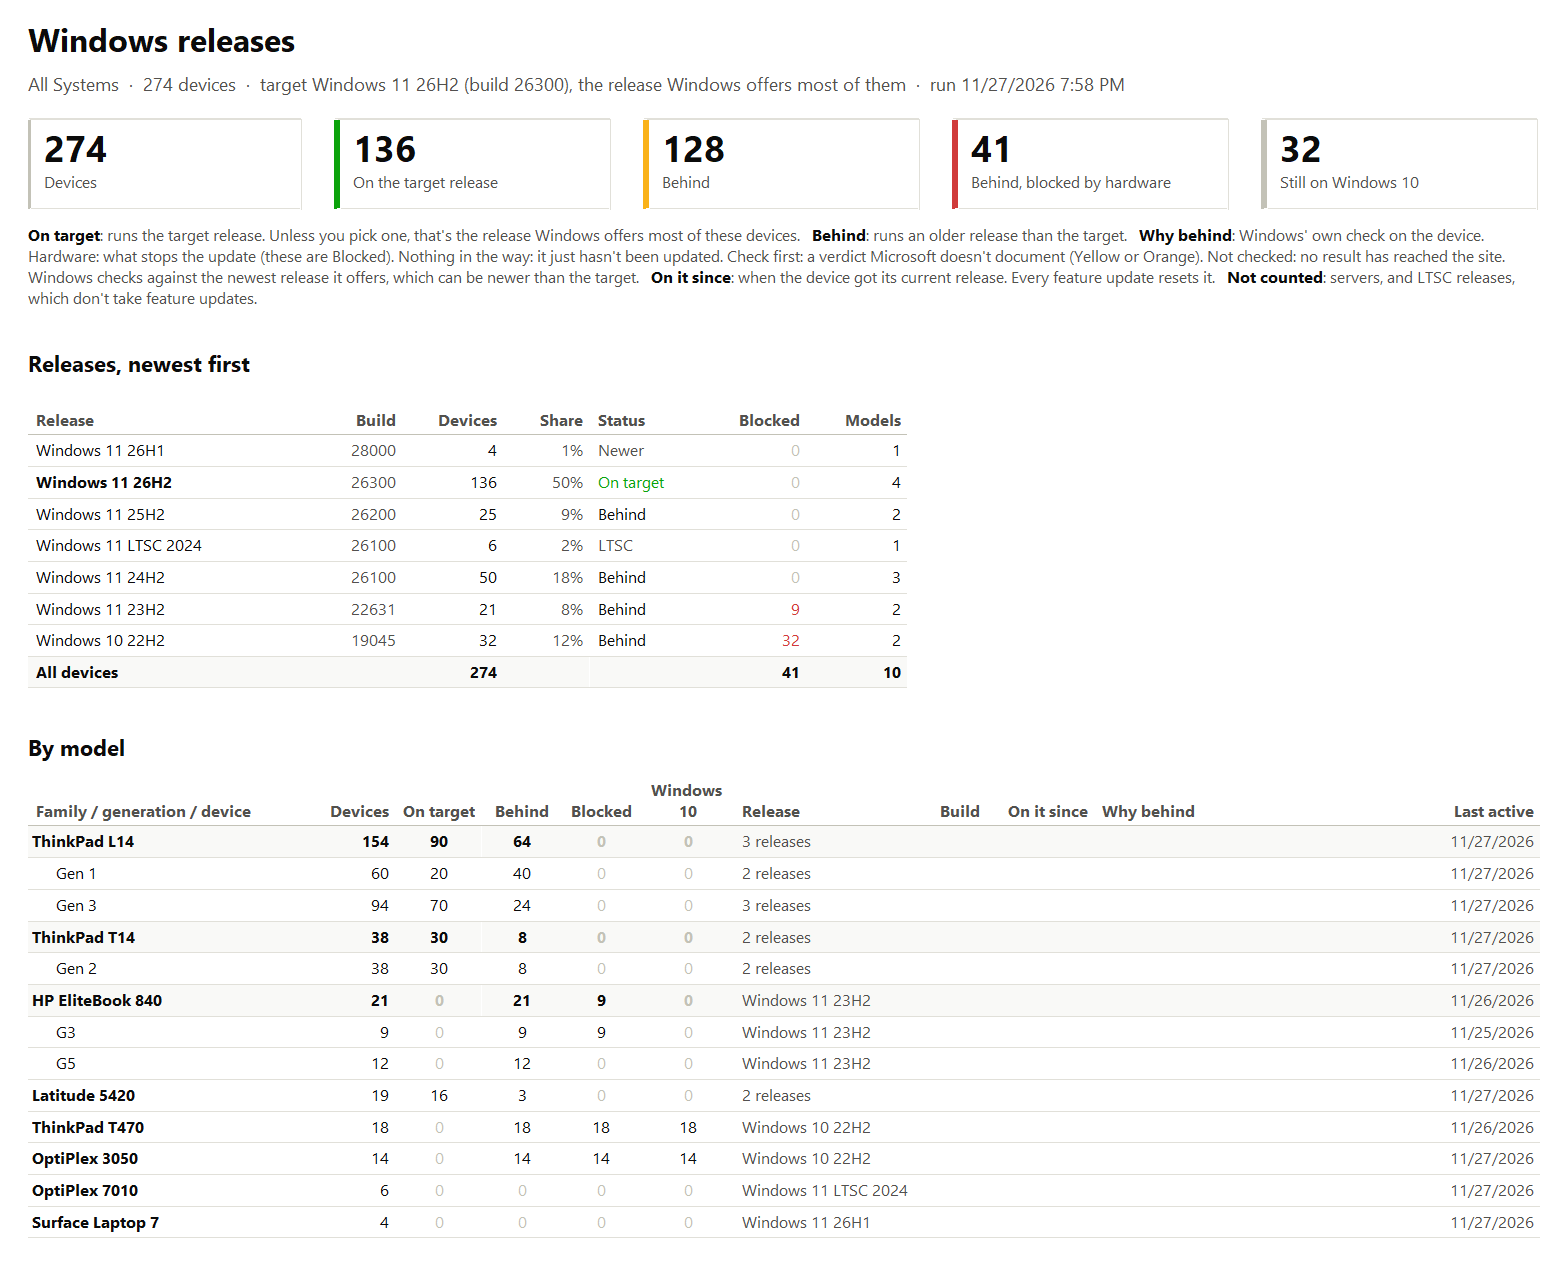 Windows releases
All Systems · 274 devices · target Windows 11 26H2 (build 26300), the release Windows offers most of them · run 11/27/2026 7:58 PM
274
Devices
136
On the target release
128
Behind
41
Behind, blocked by hardware
32
Still on Windows 10
On target: runs the target release. Unless you pick one, that's the release Windows offers most of these devices. Behind: runs an older release than the target. Why behind: Windows' own check on the device.
Hardware: what stops the update (these are Blocked). Nothing in the way: it just hasn't been updated. Check first: a verdict Microsoft doesn't document (Yellow or Orange). Not checked: no result has reached the site.
Windows checks against the newest release it offers, which can be newer than the target. On it since: when the device got its current release. Every feature update resets it. Not counted: servers, and LTSC releases,
which don't take feature updates.
Releases, newest first
Release Build Devices Share Status Blocked Models
Windows 11 26H1 28000 4 1% Newer 0 1
Windows 11 26H2 26300 136 50% On target 0 4
Windows 11 25H2 26200 25 9% Behind 0 2
Windows 11 LTSC 2024 26100 6 2% LTSC 0 1
Windows 11 24H2 26100 50 18% Behind 0 3
Windows 11 23H2 22631 21 8% Behind 9 2
Windows 10 22H2 19045 32 12% Behind 32 2
All devices 274 41 10
By model
Family / generation / device Devices On target Behind Blocked Windows 10 Release Build On it since Why behind Last active
ThinkPad L14 154 90 64 0 0 3 releases 11/27/2026
Gen 1 60 20 40 0 0 2 releases 11/27/2026
Gen 3 94 70 24 0 0 3 releases 11/27/2026
ThinkPad T14 38 30 8 0 0 2 releases 11/27/2026
Gen 2 38 30 8 0 0 2 releases 11/27/2026
HP EliteBook 840 21 0 21 9 0 Windows 11 23H2 11/26/2026
G3 9 0 9 9 0 Windows 11 23H2 11/25/2026
G5 12 0 12 0 0 Windows 11 23H2 11/26/2026
Latitude 5420 19 16 3 0 0 2 releases 11/27/2026
ThinkPad T470 18 0 18 18 18 Windows 10 22H2 11/26/2026
OptiPlex 3050 14 0 14 14 14 Windows 10 22H2 11/27/2026
OptiPlex 7010 6 0 0 0 0 Windows 11 LTSC 2024 11/27/2026
Surface Laptop 7 4 0 0 0 0 Windows 11 26H1 11/27/2026